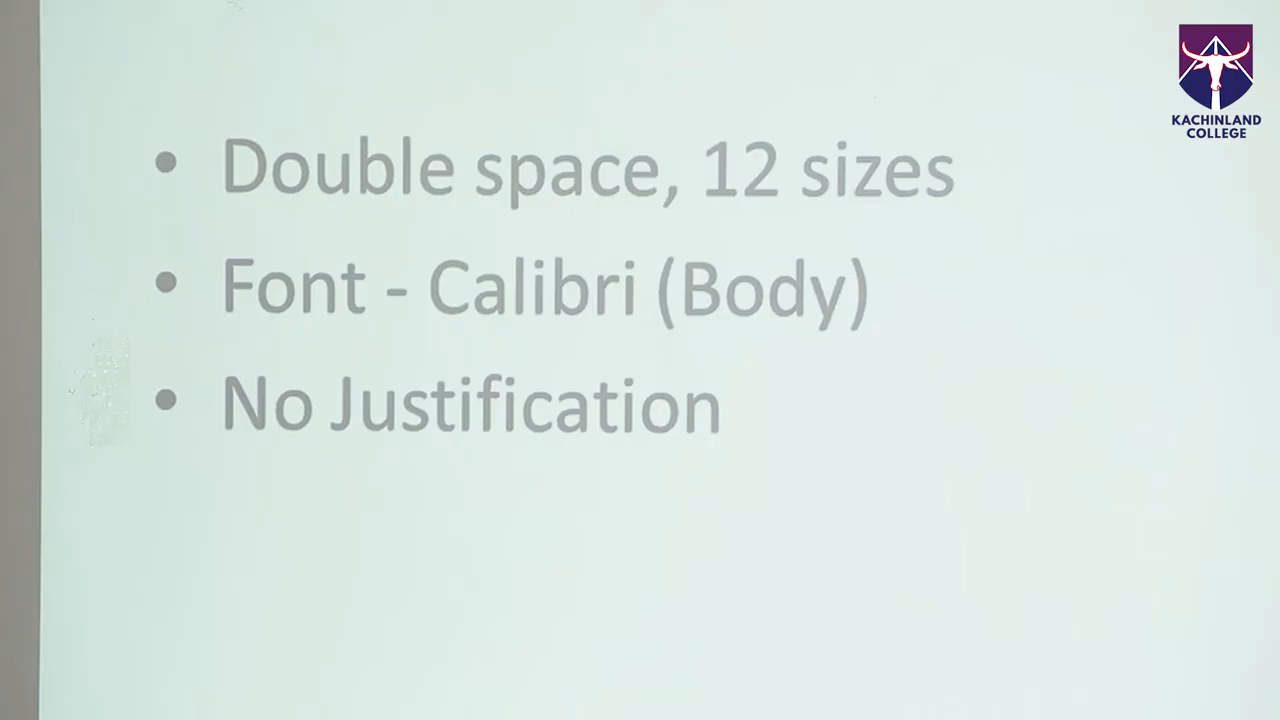 KACHINLAND
COLLEGE
• Double space, 12 sizes
• Font - Calibri (Body)
• No Justification